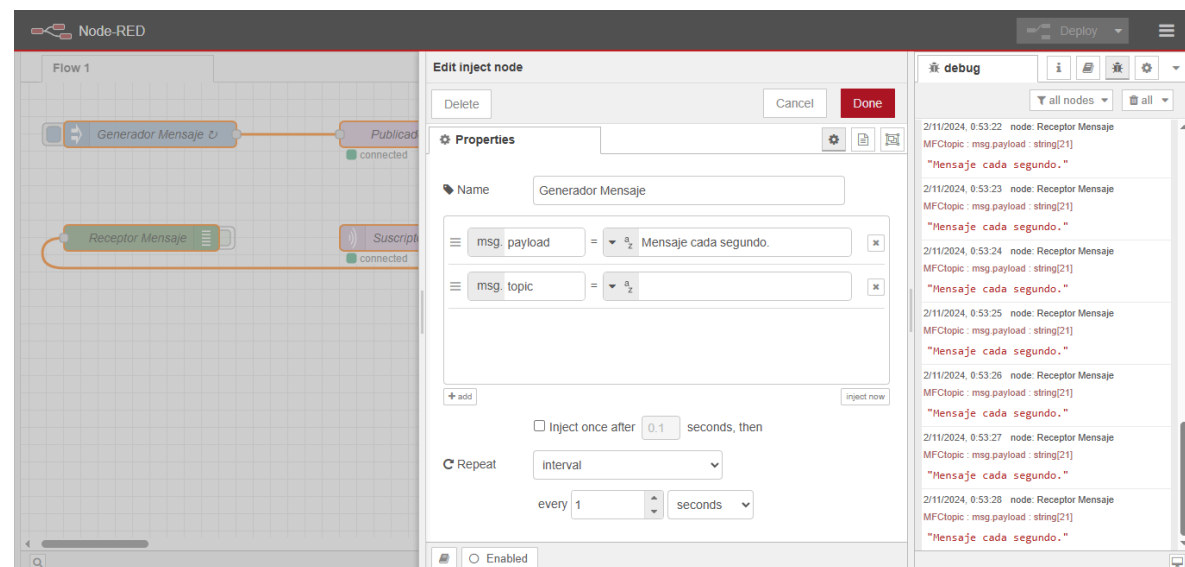 Node-RED
Deploy
Flow 1
Generador Mensaje ↻
Publicad
connected
Receptor Mensaje
Suscript
connected
Edit inject node
Delete
Cancel
Done
Properties
Name
Generador Mensaje
msg. payload = a z Mensaje cada segundo.
msg. topic = a z
+ add
inject now
Inject once after 0.1 seconds, then
Repeat
interval
every 1 seconds
Enabled
debug
i
all nodes
all
2/11/2024, 0:53:22 node: Receptor Mensaje
MFCtopic : msg.payload : string[21]
"Mensaje cada segundo."
2/11/2024, 0:53:23 node: Receptor Mensaje
MFCtopic : msg.payload : string[21]
"Mensaje cada segundo."
2/11/2024, 0:53:24 node: Receptor Mensaje
MFCtopic : msg.payload : string[21]
"Mensaje cada segundo."
2/11/2024, 0:53:25 node: Receptor Mensaje
MFCtopic : msg.payload : string[21]
"Mensaje cada segundo."
2/11/2024, 0:53:26 node: Receptor Mensaje
MFCtopic : msg.payload : string[21]
"Mensaje cada segundo."
2/11/2024, 0:53:27 node: Receptor Mensaje
MFCtopic : msg.payload : string[21]
"Mensaje cada segundo."
2/11/2024, 0:53:28 node: Receptor Mensaje
MFCtopic : msg.payload : string[21]
"Mensaje cada segundo."